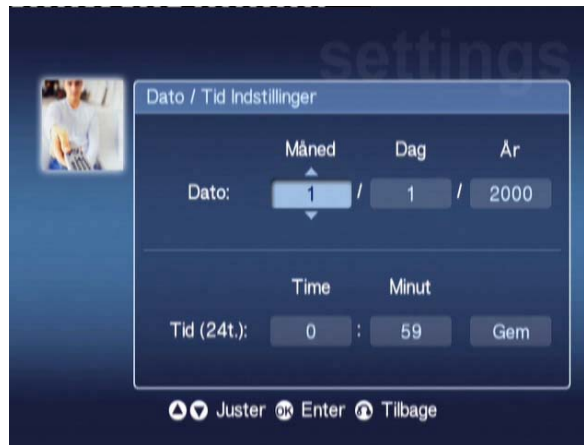 settings
Dato / Tid Indstillinger
Måned Dag År
Dato: 1 / 1 / 2000
Time Minut
Tid (24t.): 0 : 59 Gem
Juster OK Enter Tilbage